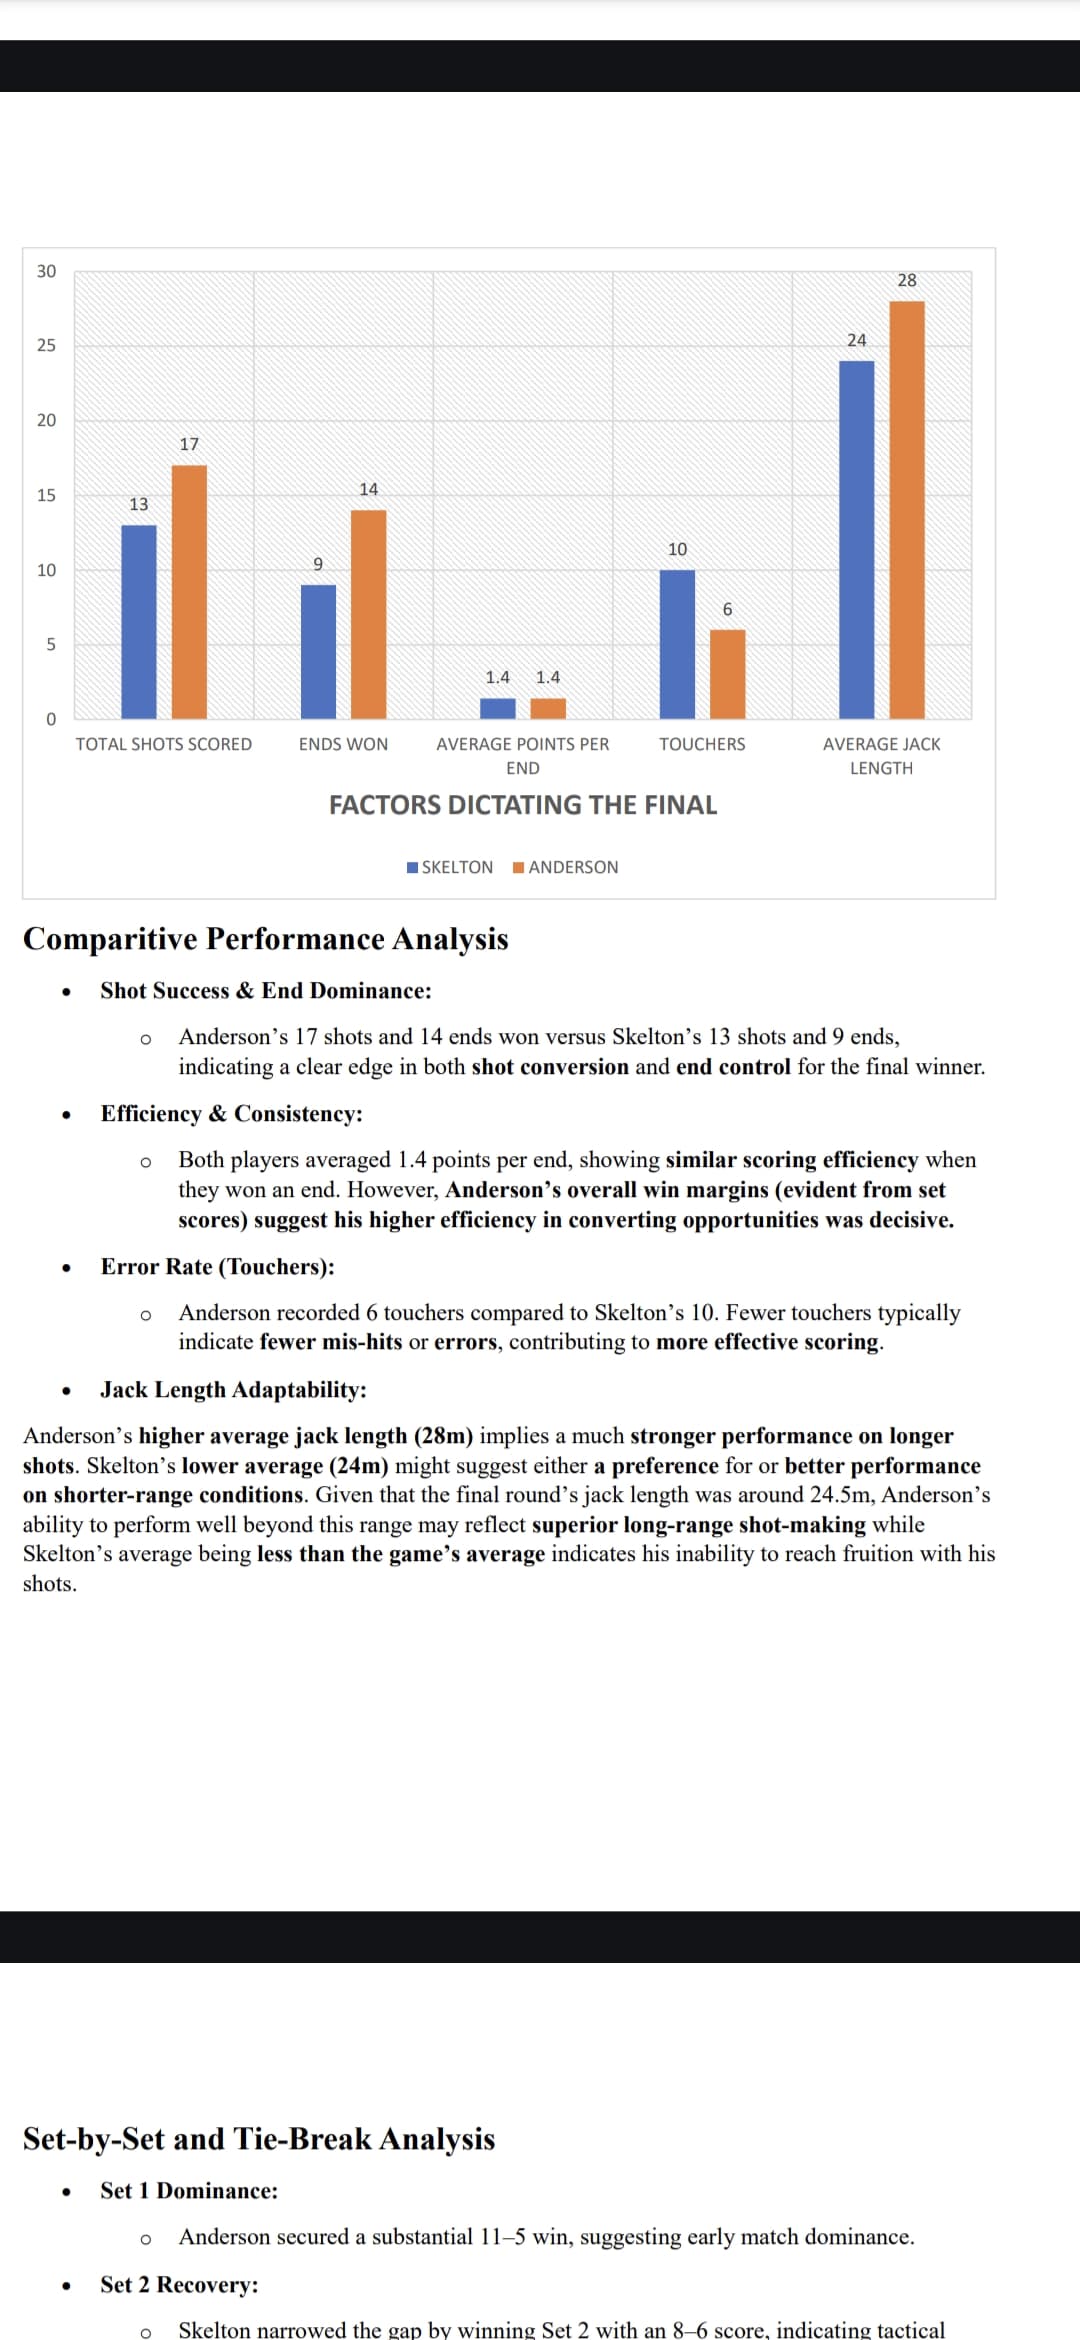 30
25
20
15
10
5
0
13
17
9
14
1.4
1.4
10
6
24
28
TOTAL SHOTS SCORED
ENDS WON
AVERAGE POINTS PER
END
TOUCHERS
AVERAGE JACK
LENGTH
FACTORS DICTATING THE FINAL
SKELTON
ANDERSON
Comparitive Performance Analysis
• Shot Success & End Dominance:
o Anderson’s 17 shots and 14 ends won versus Skelton’s 13 shots and 9 ends,
indicating a clear edge in both shot conversion and end control for the final winner.
• Efficiency & Consistency:
o Both players averaged 1.4 points per end, showing similar scoring efficiency when
they won an end. However, Anderson’s overall win margins (evident from set
scores) suggest his higher efficiency in converting opportunities was decisive.
• Error Rate (Touchers):
o Anderson recorded 6 touchers compared to Skelton’s 10. Fewer touchers typically
indicate fewer mis-hits or errors, contributing to more effective scoring.
• Jack Length Adaptability:
Anderson’s higher average jack length (28m) implies a much stronger performance on longer
shots. Skelton’s lower average (24m) might suggest either a preference for or better performance
on shorter-range conditions. Given that the final round’s jack length was around 24.5m, Anderson’s
ability to perform well beyond this range may reflect superior long-range shot-making while
Skelton’s average being less than the game’s average indicates his inability to reach fruition with his
shots.
Set-by-Set and Tie-Break Analysis
• Set 1 Dominance:
o Anderson secured a substantial 11–5 win, suggesting early match dominance.
• Set 2 Recovery:
o Skelton narrowed the gap by winning Set 2 with an 8–6 score, indicating tactical